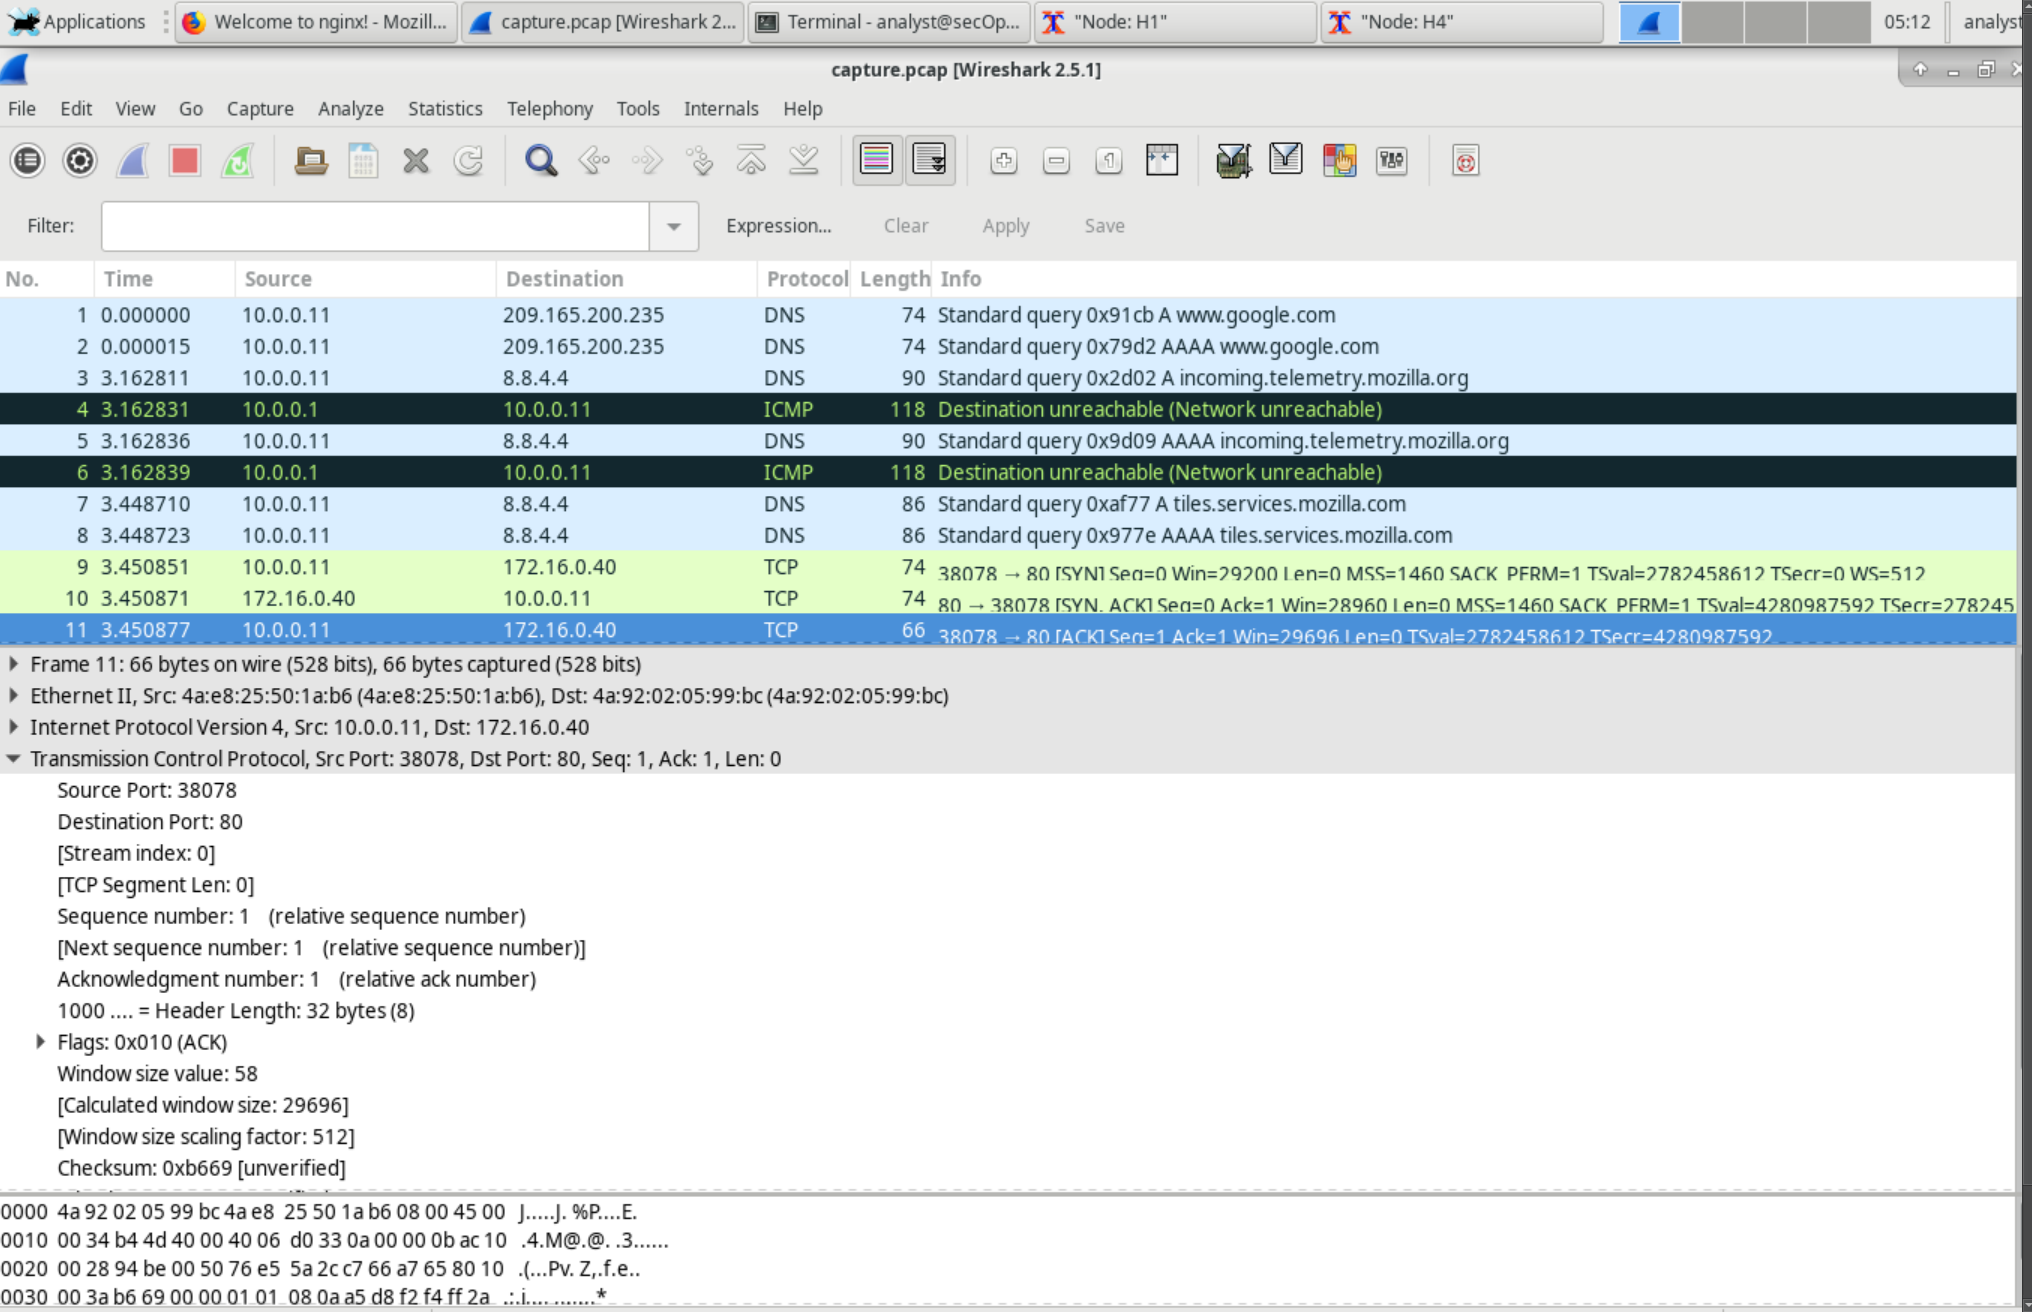 Applications Welcome to nginx! - Mozill... capture.pcap [Wireshark 2... Terminal - analyst@secOp... "Node: H1" "Node: H4" 05:12 analyst
capture.pcap [Wireshark 2.5.1]
File Edit View Go Capture Analyze Statistics Telephony Tools Internals Help
Filter: Expression... Clear Apply Save
No. Time Source Destination Protocol Length Info
1 0.000000 10.0.0.11 209.165.200.235 DNS 74 Standard query 0x91cb A www.google.com
2 0.000015 10.0.0.11 209.165.200.235 DNS 74 Standard query 0x79d2 AAAA www.google.com
3 3.162811 10.0.0.11 8.8.4.4 DNS 90 Standard query 0x2d02 A incoming.telemetry.mozilla.org
4 3.162831 10.0.0.1 10.0.0.11 ICMP 118 Destination unreachable (Network unreachable)
5 3.162836 10.0.0.11 8.8.4.4 DNS 90 Standard query 0x9d09 AAAA incoming.telemetry.mozilla.org
6 3.162839 10.0.0.1 10.0.0.11 ICMP 118 Destination unreachable (Network unreachable)
7 3.448710 10.0.0.11 8.8.4.4 DNS 86 Standard query 0xaf77 A tiles.services.mozilla.com
8 3.448723 10.0.0.11 8.8.4.4 DNS 86 Standard query 0x977e AAAA tiles.services.mozilla.com
9 3.450851 10.0.0.11 172.16.0.40 TCP 74 38078 → 80 [SYN] Seq=0 Win=29200 Len=0 MSS=1460 SACK_PERM=1 TSval=2782458612 TSecr=0 WS=512
10 3.450871 172.16.0.40 10.0.0.11 TCP 74 80 → 38078 [SYN, ACK] Seq=0 Ack=1 Win=28960 Len=0 MSS=1460 SACK_PERM=1 TSval=4280987592 TSecr=278245
11 3.450877 10.0.0.11 172.16.0.40 TCP 66 38078 → 80 [ACK] Seq=1 Ack=1 Win=29696 Len=0 TSval=2782458612 TSecr=4280987592
Frame 11: 66 bytes on wire (528 bits), 66 bytes captured (528 bits)
Ethernet II, Src: 4a:e8:25:50:1a:b6 (4a:e8:25:50:1a:b6), Dst: 4a:92:02:05:99:bc (4a:92:02:05:99:bc)
Internet Protocol Version 4, Src: 10.0.0.11, Dst: 172.16.0.40
Transmission Control Protocol, Src Port: 38078, Dst Port: 80, Seq: 1, Ack: 1, Len: 0
Source Port: 38078
Destination Port: 80
[Stream index: 0]
[TCP Segment Len: 0]
Sequence number: 1 (relative sequence number)
[Next sequence number: 1 (relative sequence number)]
Acknowledgment number: 1 (relative ack number)
1000 .... = Header Length: 32 bytes (8)
Flags: 0x010 (ACK)
Window size value: 58
[Calculated window size: 29696]
[Window size scaling factor: 512]
Checksum: 0xb669 [unverified]
0000 4a 92 02 05 99 bc 4a e8 25 50 1a b6 08 00 45 00 J.....J. %P....E.
0010 00 34 b4 4d 40 00 40 06 d0 33 0a 00 00 0b ac 10 .4.M@.@. .3......
0020 00 28 94 be 00 50 76 e5 5a 2c c7 66 a7 65 80 10 .(...Pv. Z,.f.e..
0030 00 3a b6 69 00 00 01 01 08 0a a5 d8 f2 f4 ff 2a .:.i.... .......*